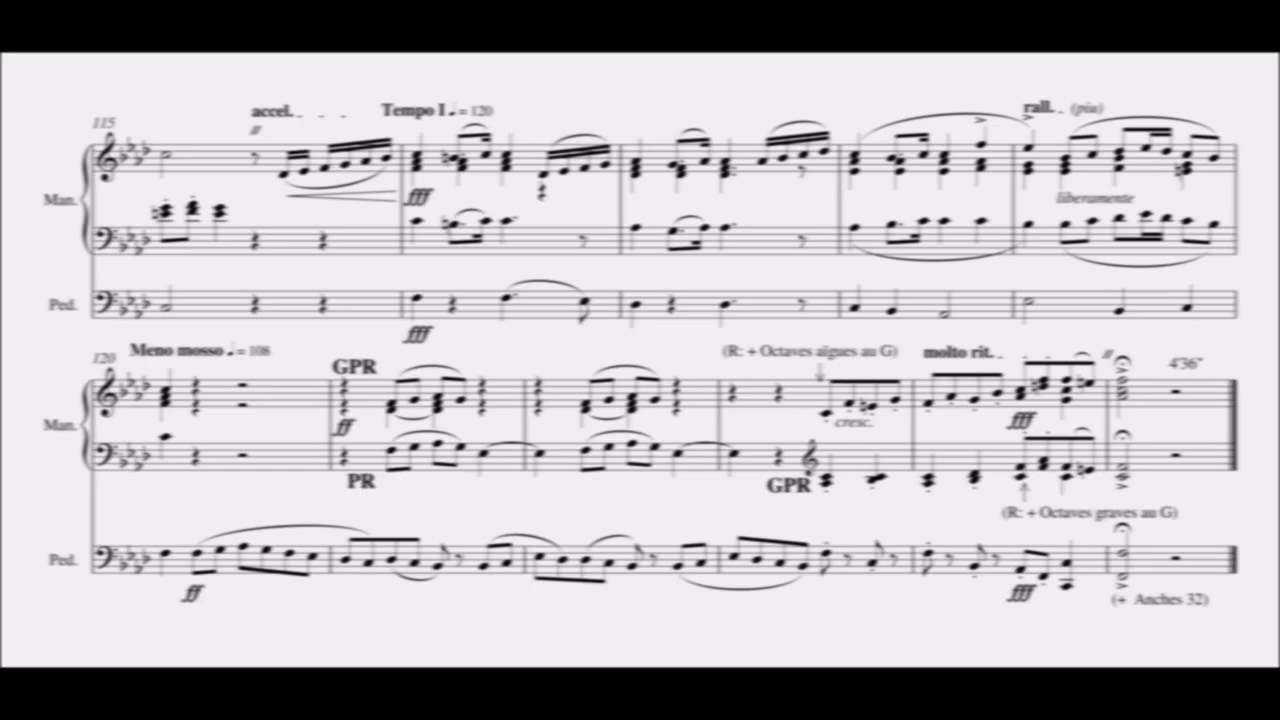 115 accel. Tempo I ♩= 120 rall. (più)
Man. fff liberamente
Ped.
fff
120 Meno mosso ♩= 108 GPR (R: + Octaves aigues au G) molto rit. 4'36"
Man. ff cresc. fff
PR GPR
(R: + Octaves graves au G)
Ped.
ff fff (+ Anches 32)